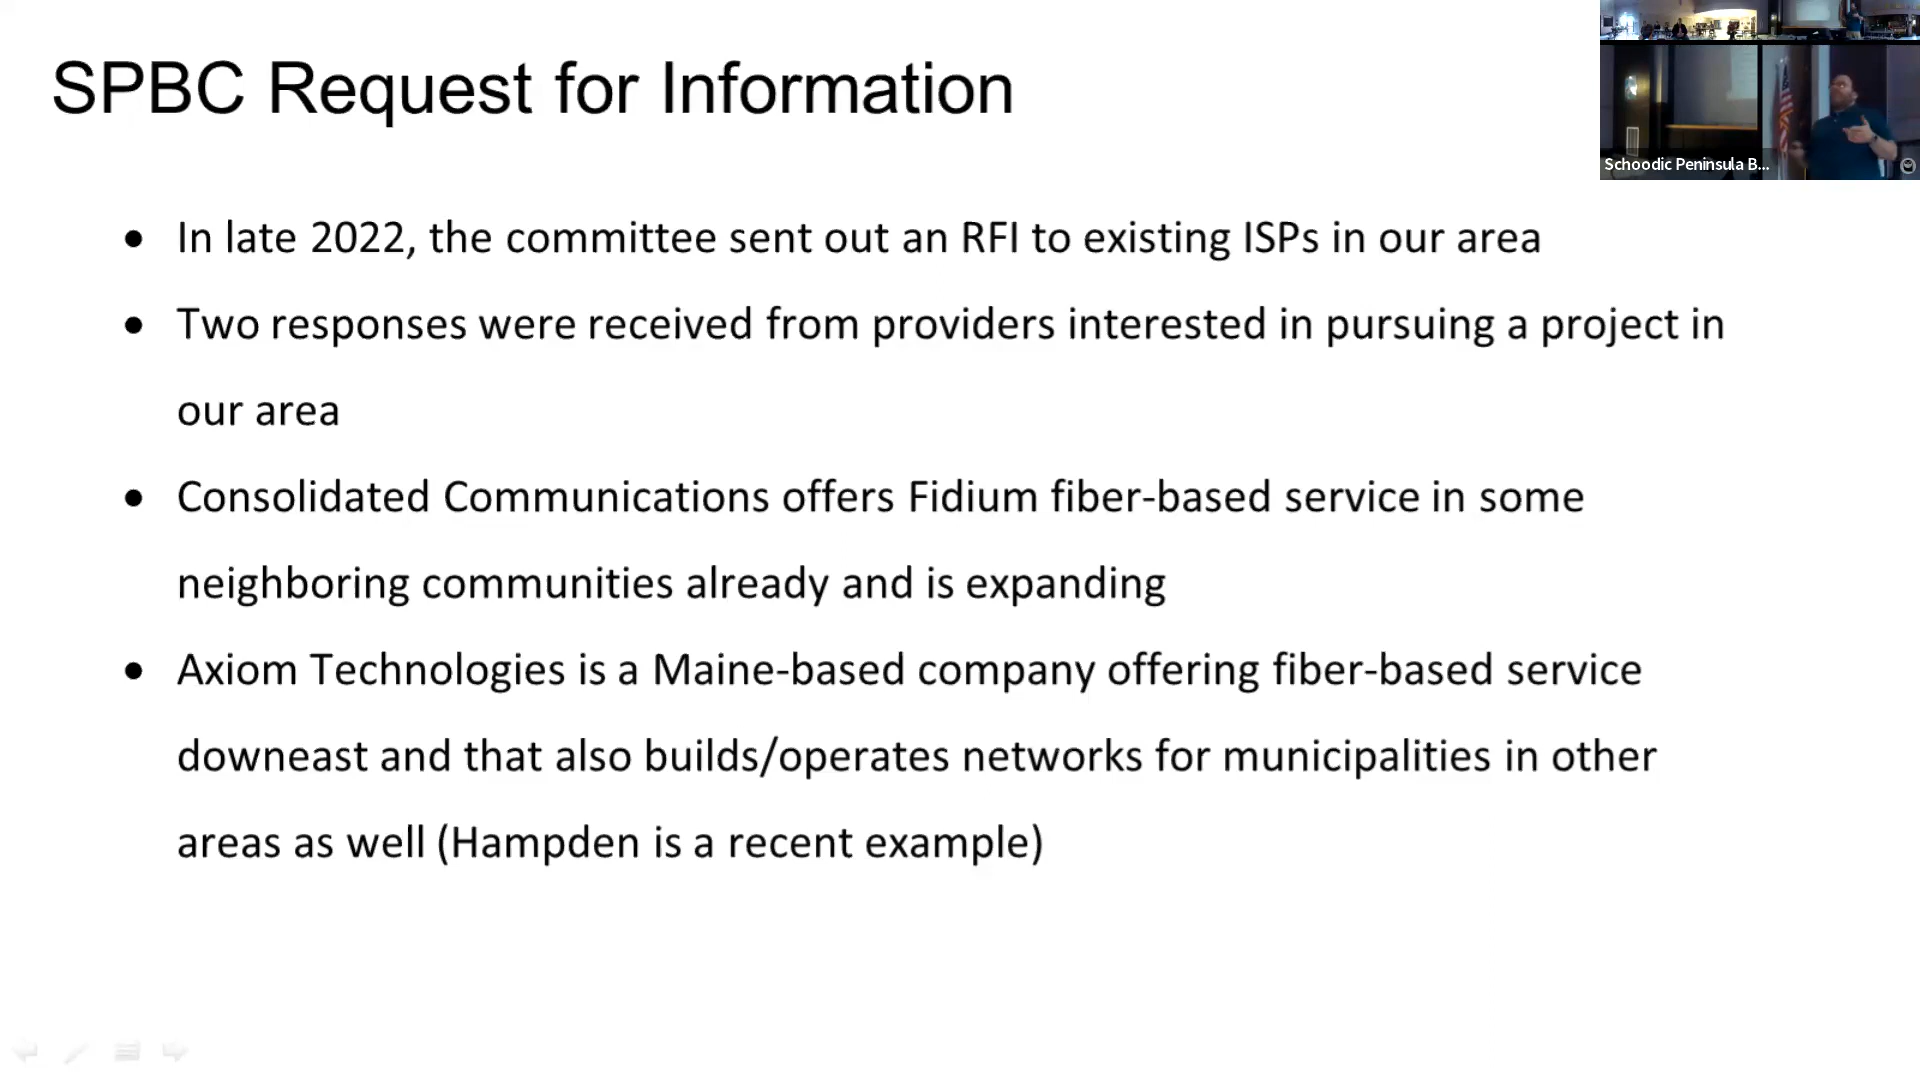 SPBC Request for Information
Schoodic Peninsula B...
• In late 2022, the committee sent out an RFI to existing ISPs in our area
• Two responses were received from providers interested in pursuing a project in
our area
• Consolidated Communications offers Fidium fiber-based service in some
neighboring communities already and is expanding
• Axiom Technologies is a Maine-based company offering fiber-based service
downeast and that also builds/operates networks for municipalities in other
areas as well (Hampden is a recent example)